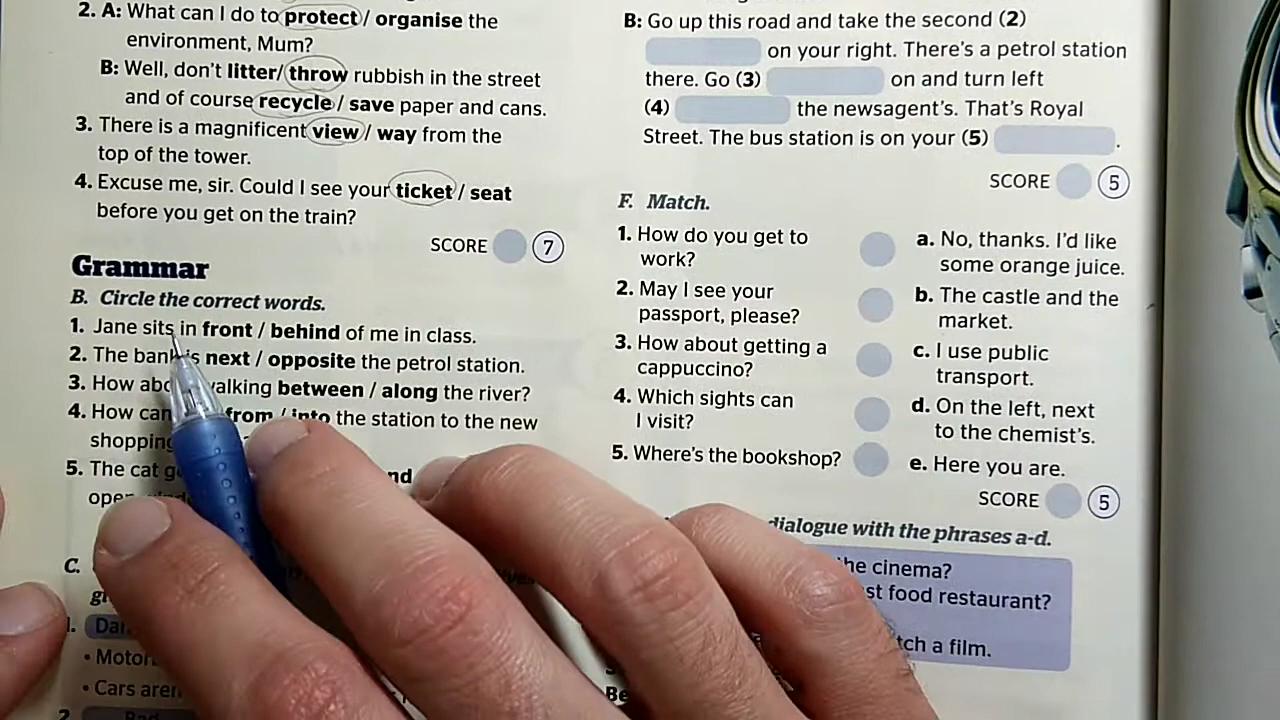 2. A: What can I do to protect / organise the
environment, Mum?
B: Well, don't litter/ throw rubbish in the street
and of course recycle / save paper and cans.
3. There is a magnificent view / way from the
top of the tower.
4. Excuse me, sir. Could I see your ticket / seat
before you get on the train?
SCORE 7
Grammar
B. Circle the correct words.
1. Jane sits in front / behind of me in class.
2. The bank is next / opposite the petrol station.
3. How walking between / along the river?
4. How can from / into the station to the new
shopping
5. The cat
C.
1.
• Cars
2.
B: Go up this road and take the second (2)
on your right. There's a petrol station
there. Go (3) on and turn left
(4) the newsagent's. That's Royal
Street. The bus station is on your (5) .
SCORE 5
F. Match.
1. How do you get to
work?
2. May I see your
passport, please?
3. How about getting a
cappuccino?
4. Which sights can
I visit?
5. Where's the bookshop?
a. No, thanks. I'd like
some orange juice.
b. The castle and the
market.
c. I use public
transport.
d. On the left, next
to the chemist's.
e. Here you are.
SCORE 5
dialogue with the phrases a-d.
the cinema?
food restaurant?
a film.